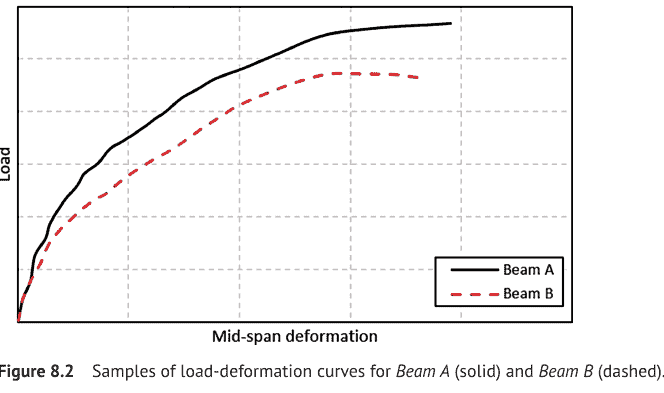 Load
Beam A
Beam B
Mid-span deformation
Figure 8.2 Samples of load-deformation curves for Beam A (solid) and Beam B (dashed).